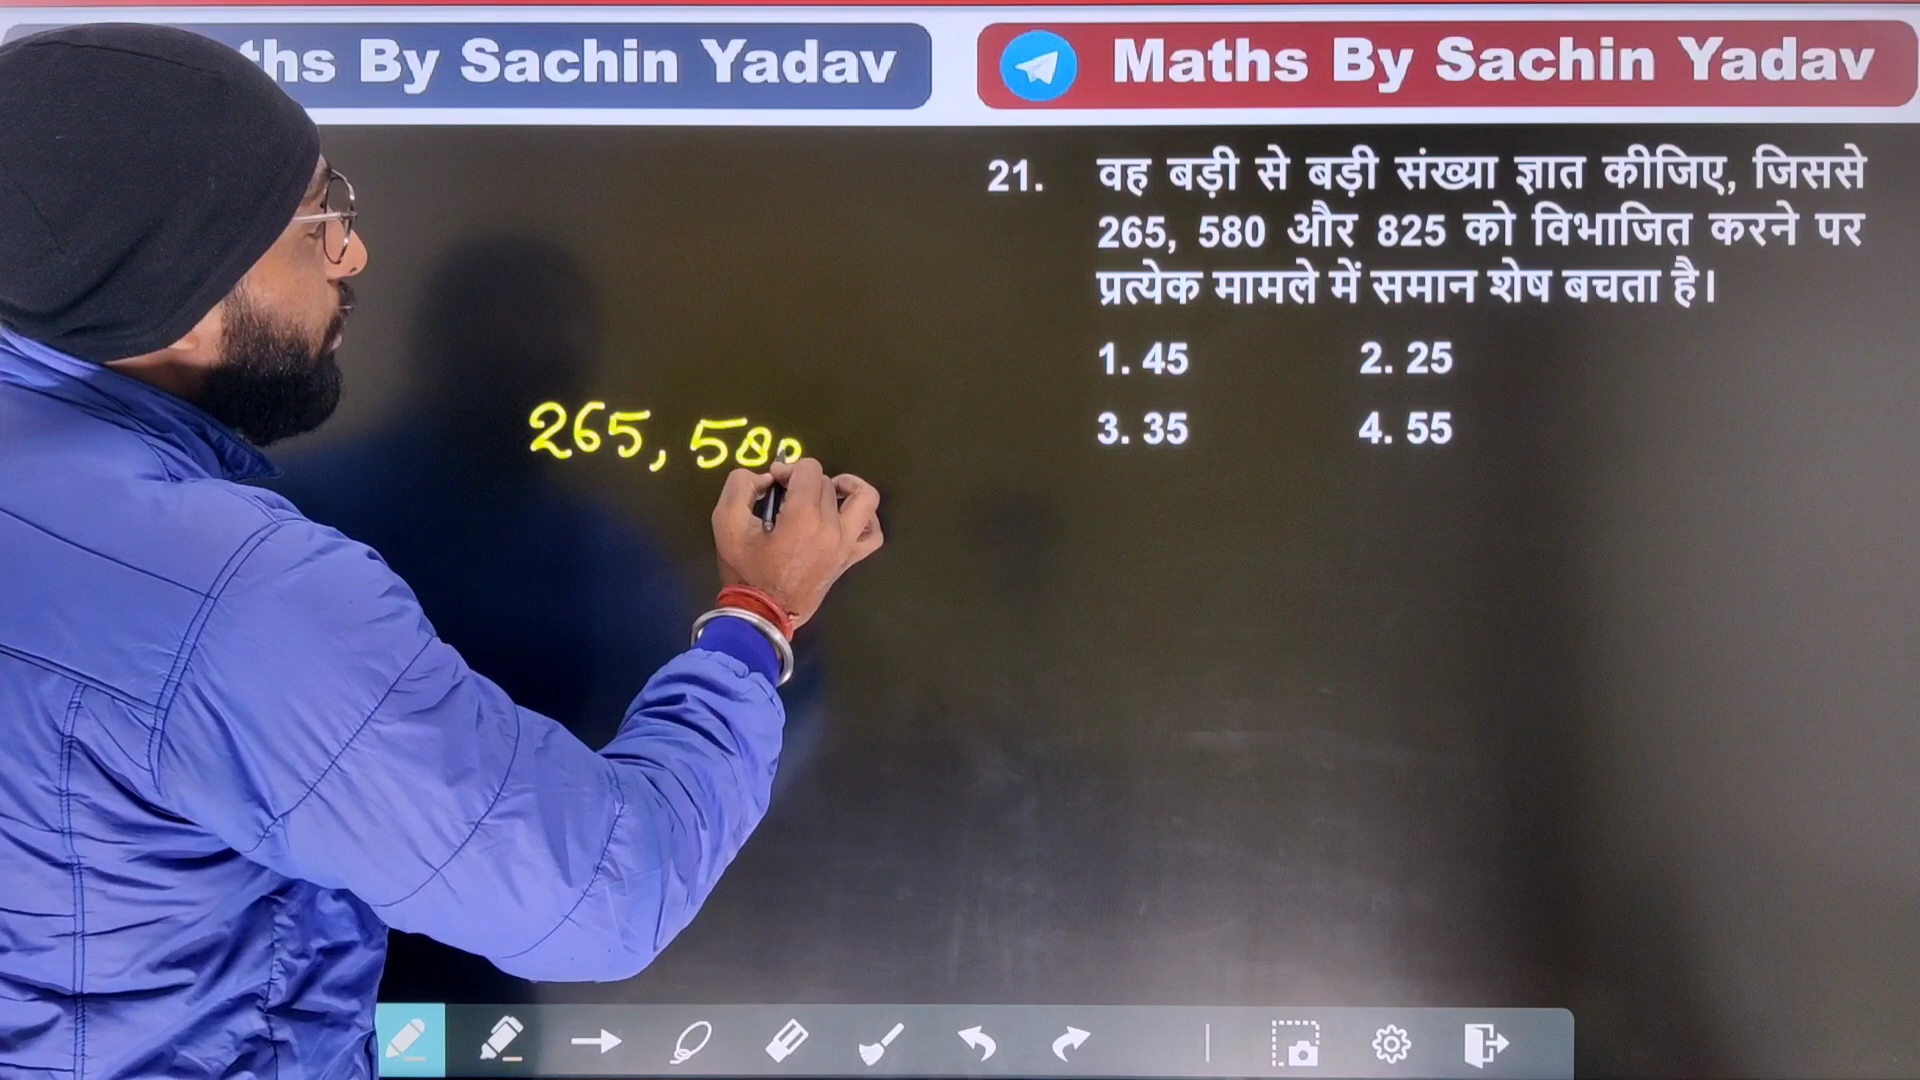 ths By Sachin Yadav
Maths By Sachin Yadav
21. वह बड़ी से बड़ी संख्या ज्ञात कीजिए, जिससे
265, 580 और 825 को विभाजित करने पर
प्रत्येक मामले में समान शेष बचता है।
1. 45 2. 25
3. 35 4. 55
265, 580